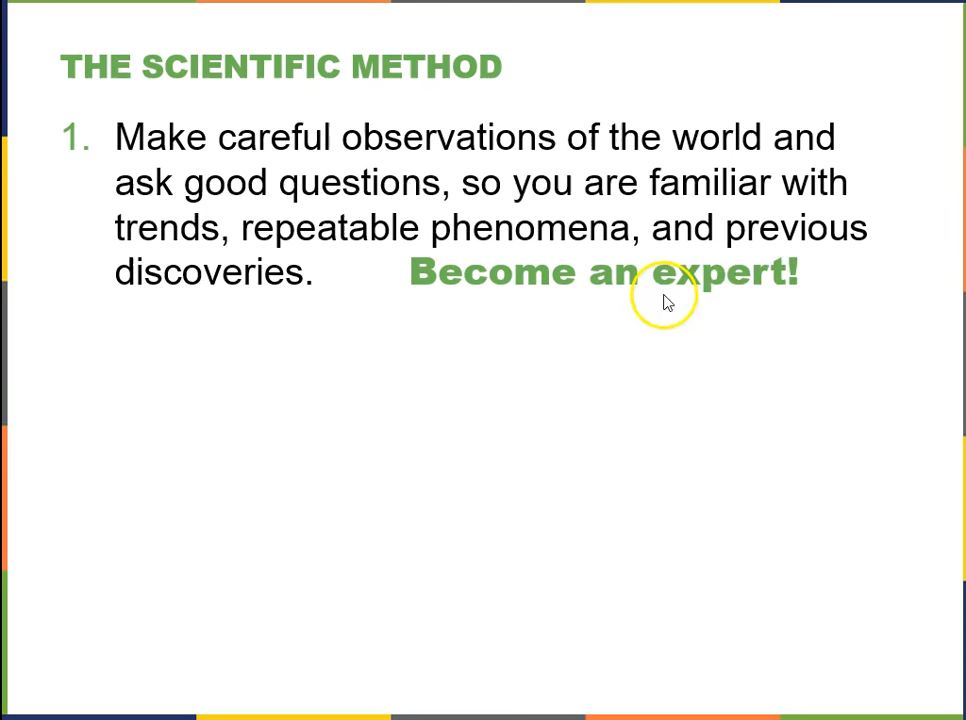 THE SCIENTIFIC METHOD
1. Make careful observations of the world and
ask good questions, so you are familiar with
trends, repeatable phenomena, and previous
discoveries. Become an expert!